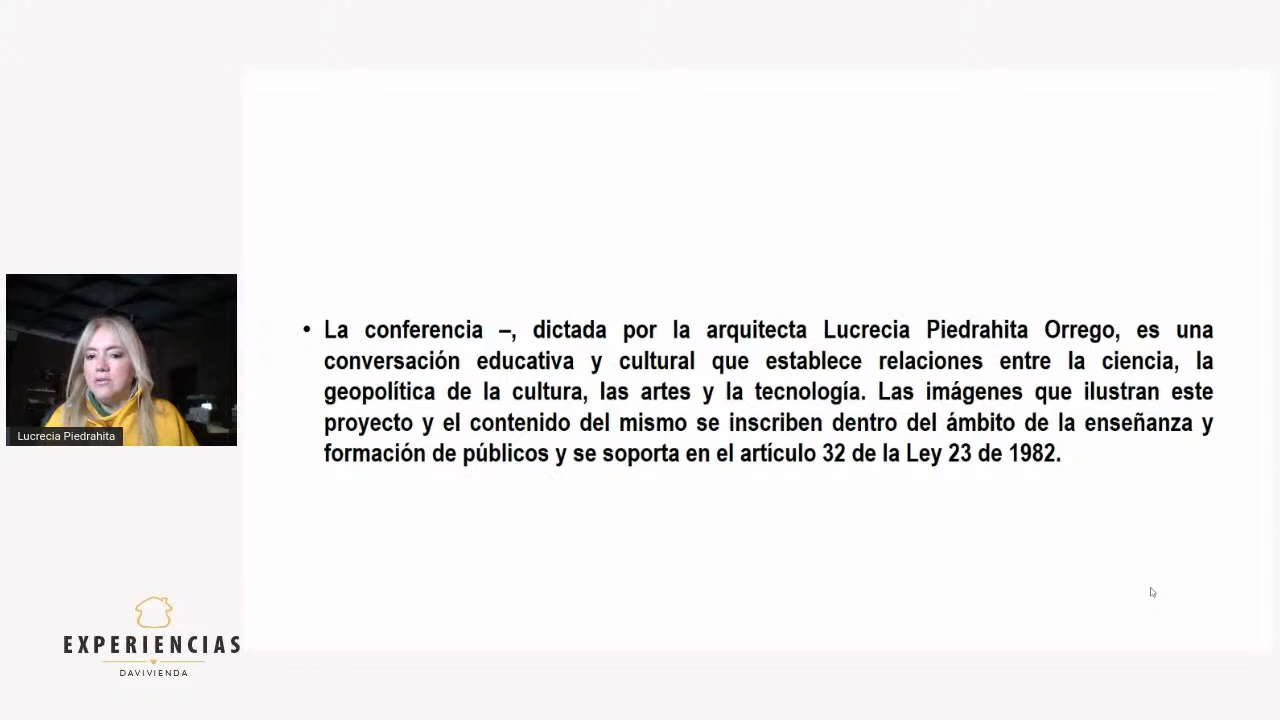 • La conferencia –, dictada por la arquitecta Lucrecia Piedrahita Orrego, es una
conversación educativa y cultural que establece relaciones entre la ciencia, la
geopolítica de la cultura, las artes y la tecnología. Las imágenes que ilustran este
proyecto y el contenido del mismo se inscriben dentro del ámbito de la enseñanza y
formación de públicos y se soporta en el artículo 32 de la Ley 23 de 1982.
Lucrecia Piedrahita
EXPERIENCIAS
DAVIVIENDA